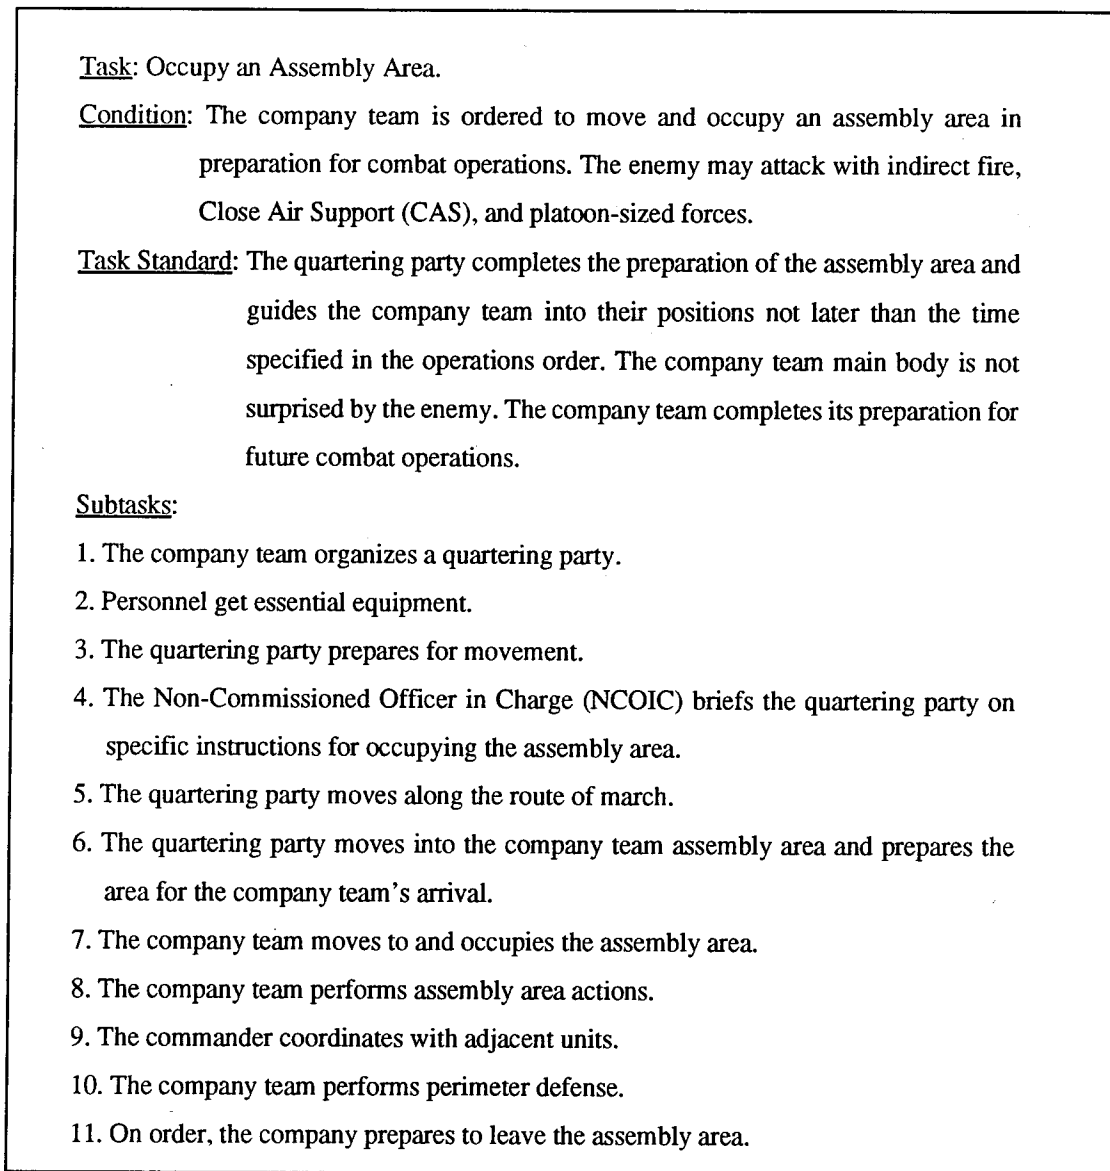 Task: Occupy an Assembly Area.
Condition: The company team is ordered to move and occupy an assembly area in
preparation for combat operations. The enemy may attack with indirect fire,
Close Air Support (CAS), and platoon-sized forces.
Task Standard: The quartering party completes the preparation of the assembly area and
guides the company team into their positions not later than the time
specified in the operations order. The company team main body is not
surprised by the enemy. The company team completes its preparation for
future combat operations.
Subtasks:
1. The company team organizes a quartering party.
2. Personnel get essential equipment.
3. The quartering party prepares for movement.
4. The Non-Commissioned Officer in Charge (NCOIC) briefs the quartering party on
specific instructions for occupying the assembly area.
5. The quartering party moves along the route of march.
6. The quartering party moves into the company team assembly area and prepares the
area for the company team's arrival.
7. The company team moves to and occupies the assembly area.
8. The company team performs assembly area actions.
9. The commander coordinates with adjacent units.
10. The company team performs perimeter defense.
11. On order, the company prepares to leave the assembly area.